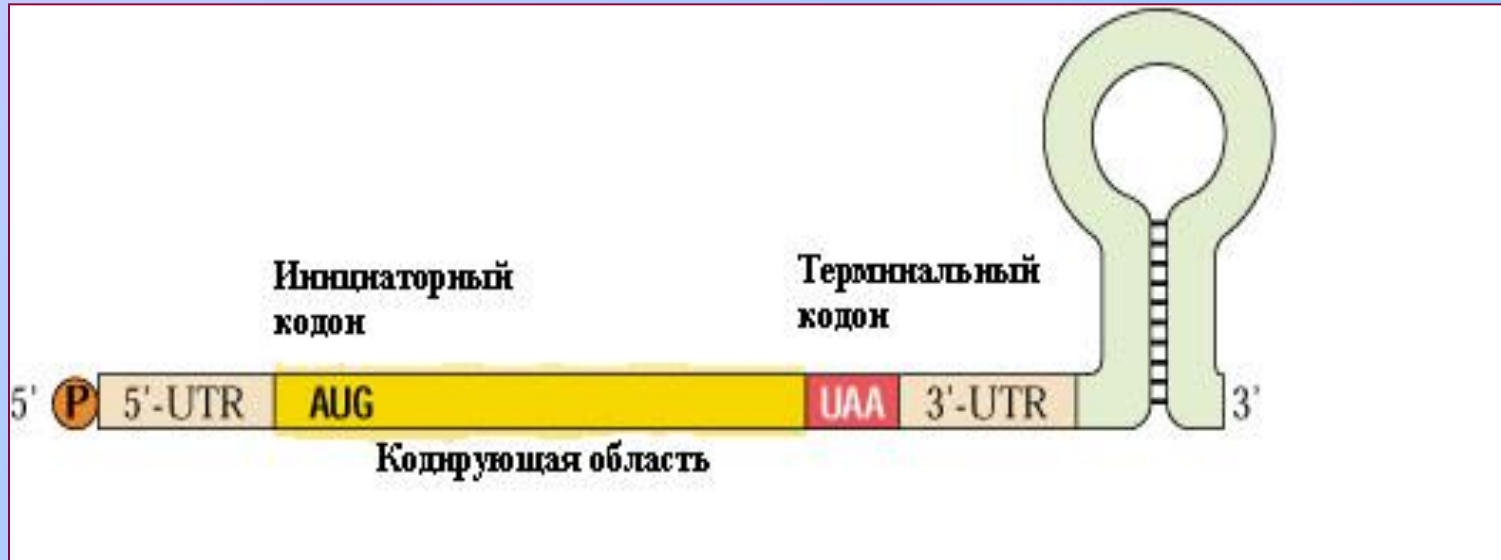 Инициаторный
кодон
Терминальный
кодон
5' P 5'-UTR AUG UAA 3'-UTR 3'
Кодирующая область